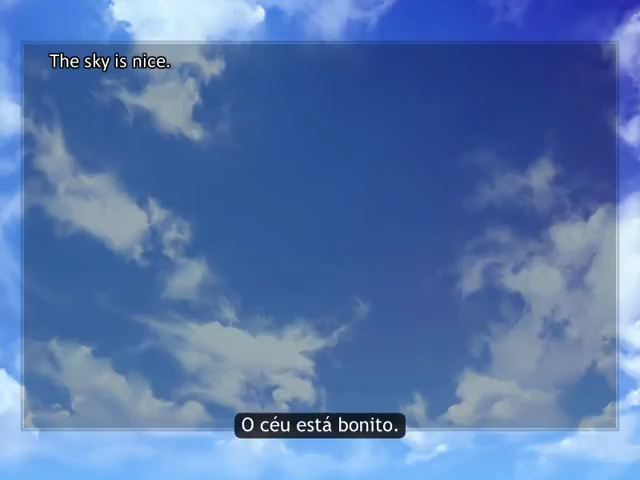 The sky is nice.
O céu está bonito.